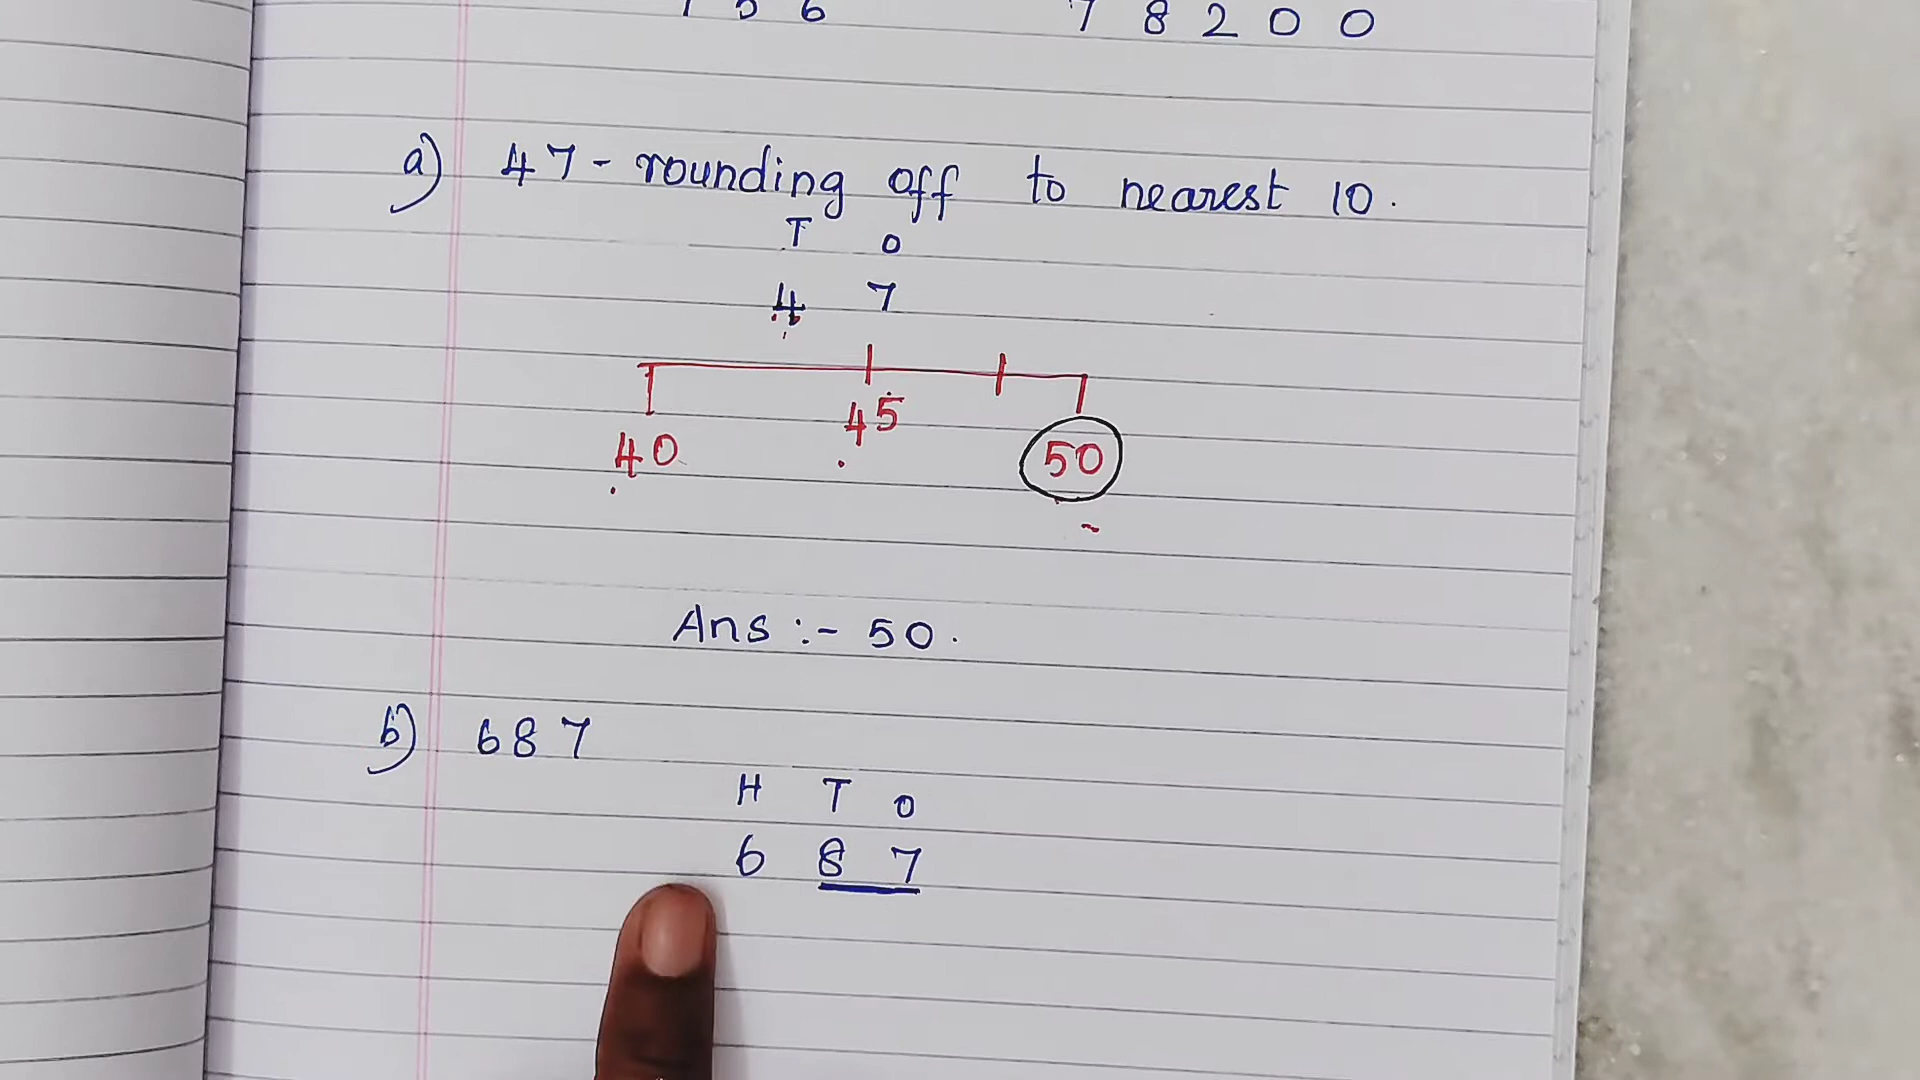 7 8 2 0 0
a) 47 - rounding off to nearest 10.
T O
4 7
40 45 50
Ans :- 50.
b) 687
H T O
6 8 7